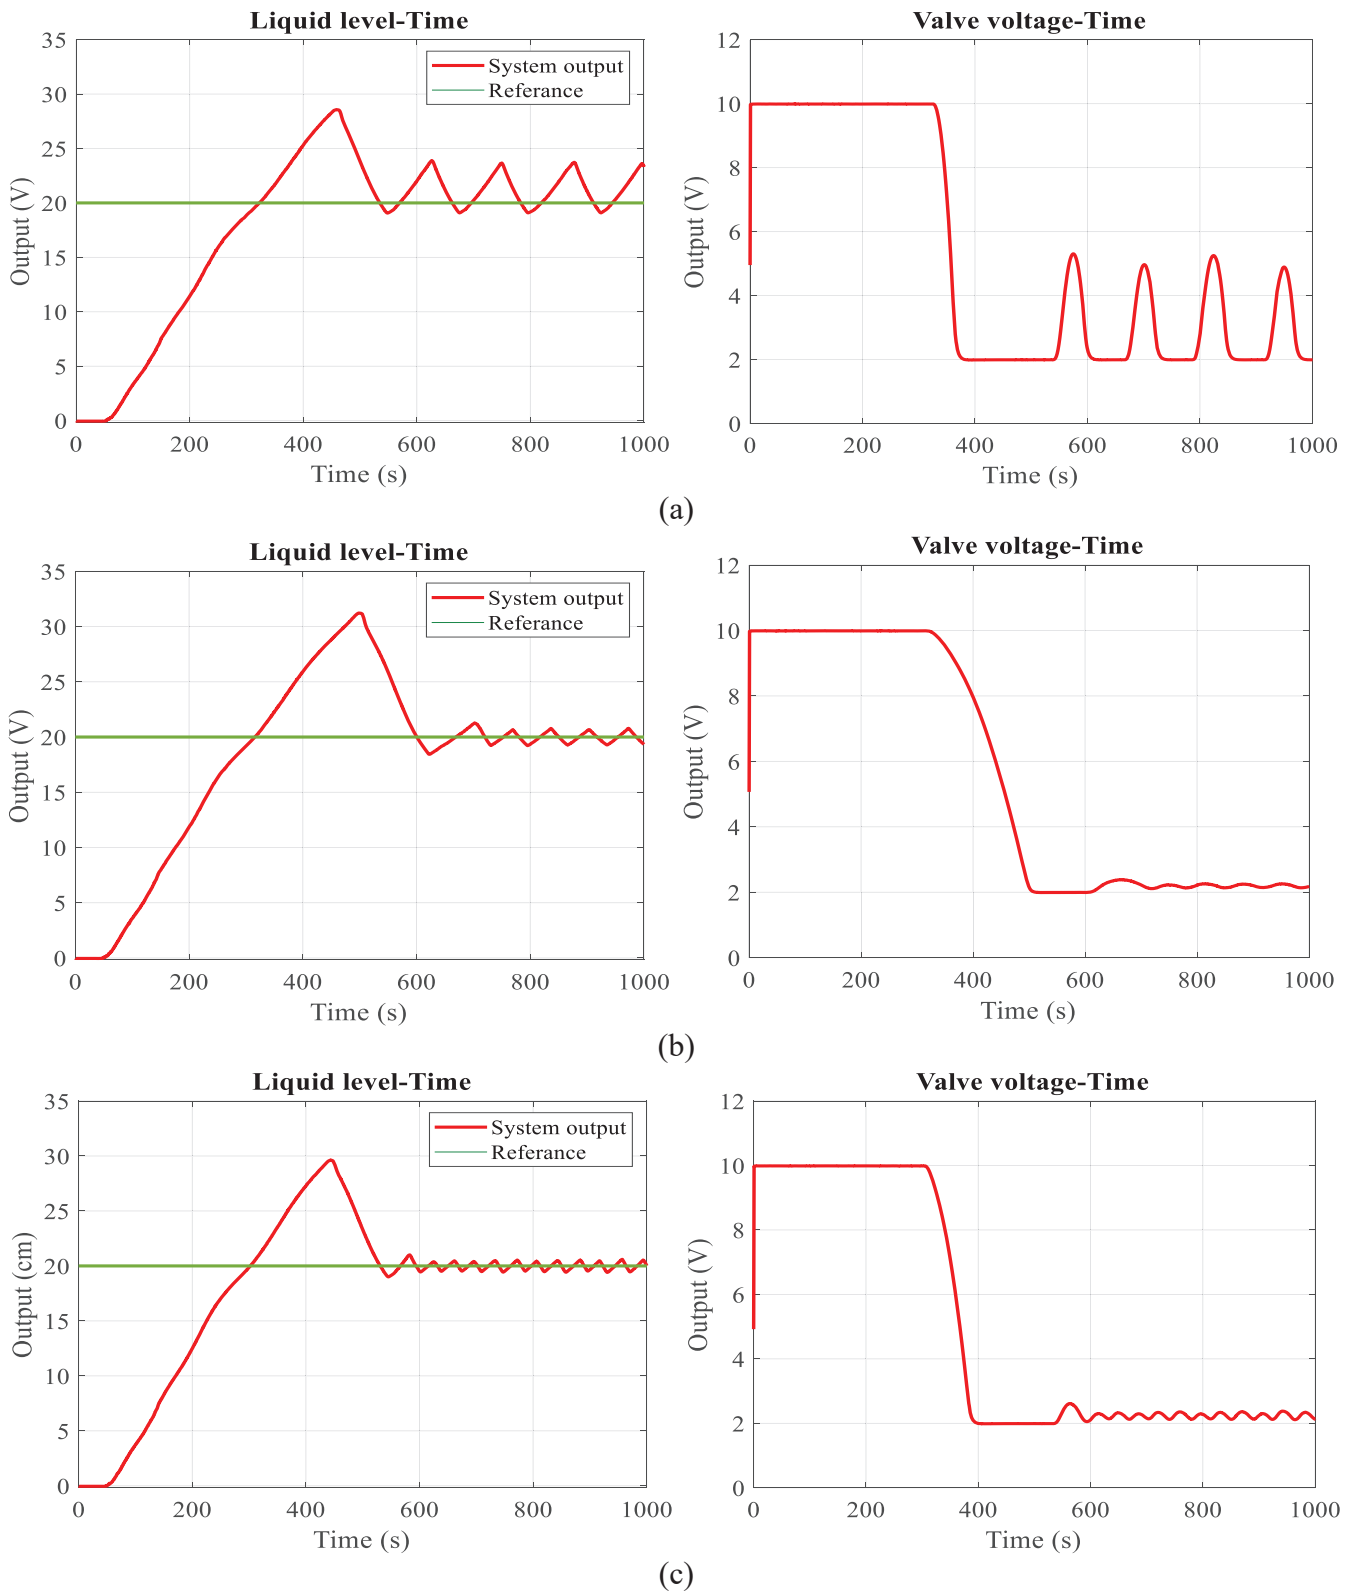 Liquid level-Time
35
30
25
20
15
10
5
0
0 200 400 600 800 1000
Output (V)
Time (s)
System output
Referance
Valve voltage-Time
12
10
8
6
4
2
0
0 200 400 600 800 1000
Output (V)
Time (s)
(a)
Liquid level-Time
35
30
25
20
15
10
5
0
0 200 400 600 800 1000
Output (V)
Time (s)
System output
Referance
Valve voltage-Time
12
10
8
6
4
2
0
0 200 400 600 800 1000
Output (V)
Time (s)
(b)
Liquid level-Time
35
30
25
20
15
10
5
0
0 200 400 600 800 1000
Output (cm)
Time (s)
System output
Referance
Valve voltage-Time
12
10
8
6
4
2
0
0 200 400 600 800 1000
Output (V)
Time (s)
(c)